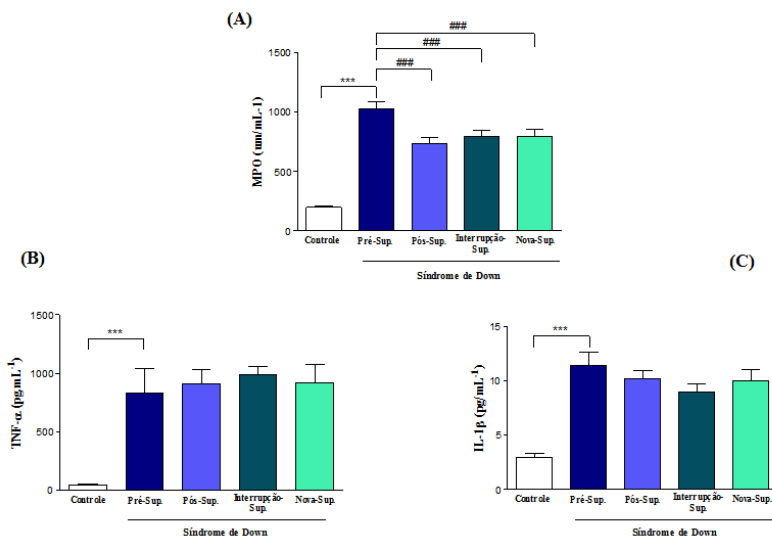 (A)
###
###
###
***
1500
1000
500
0
MPO (um/mL-1)
Controle
Pré-Sup.
Pós-Sup.
Interrupção-
Sup.
Nova-Sup.
Síndrome de Down
(B)
***
1500
1000
500
0
TNF-α (pg.mL-1)
Controle
Pré-Sup.
Pós-Sup.
Interrupção-
Sup.
Nova-Sup.
Síndrome de Down
(C)
***
15
10
5
0
IL-1β (pg/mL-1)
Controle
Pré-Sup.
Pós-Sup.
Interrupção-
Sup.
Nova-Sup.
Síndrome de Down